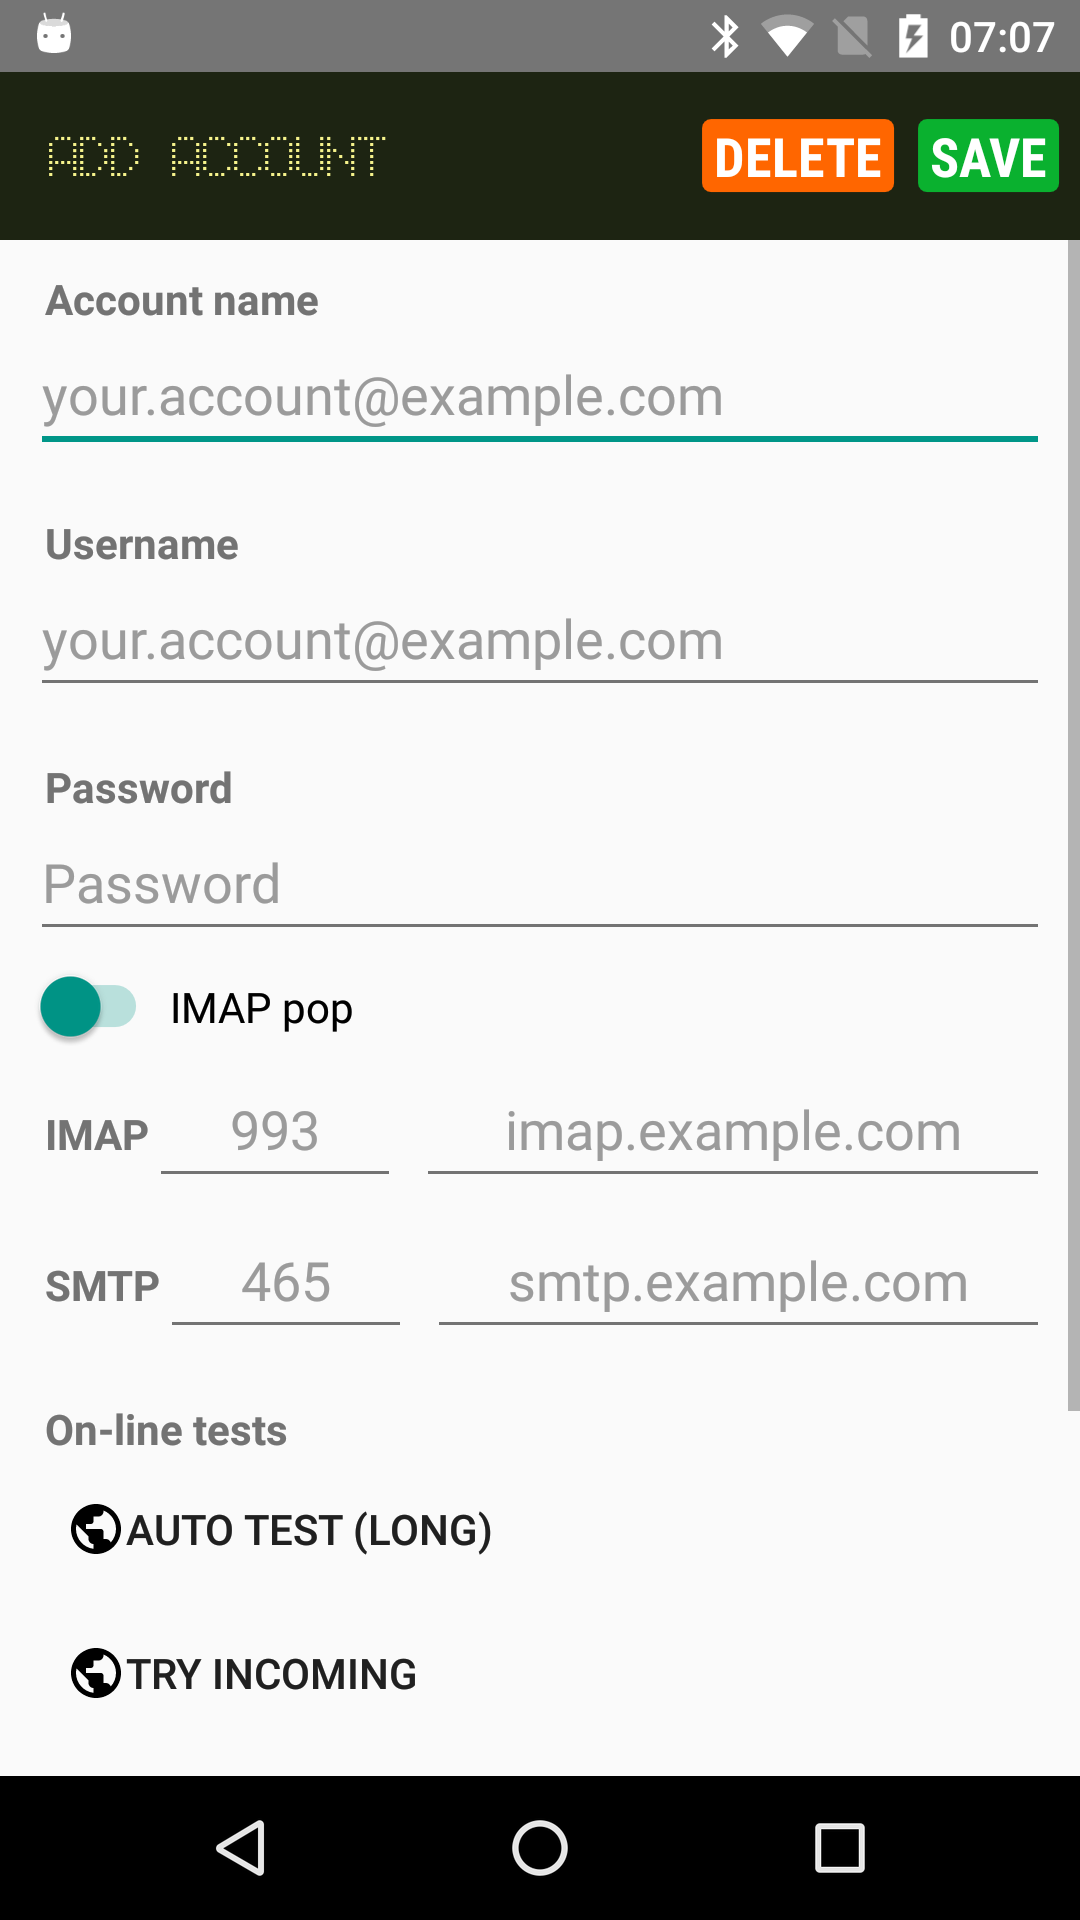 07:07
ADD ACCOUNT DELETE SAVE
Account name
your.account@example.com
Username
your.account@example.com
Password
Password
IMAP pop
IMAP 993 imap.example.com
SMTP 465 smtp.example.com
On-line tests
AUTO TEST (LONG)
TRY INCOMING